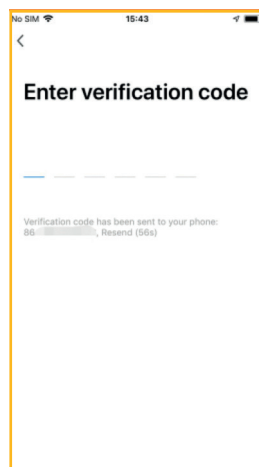 No SIM 15:43
Enter verification code
Verification code has been sent to your phone:
86 , Resend (56s)